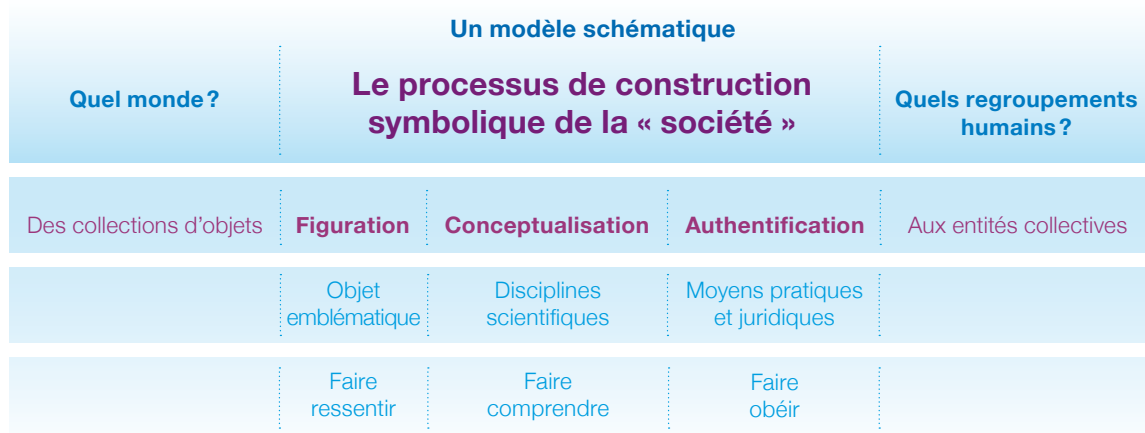 Un modèle schématique
Quel monde ?
Le processus de construction
symbolique de la « société »
Quels regroupements
humains ?
Des collections d'objets
Figuration
Conceptualisation
Authentification
Aux entités collectives
Objet
emblématique
Disciplines
scientifiques
Moyens pratiques
et juridiques
Faire
ressentir
Faire
comprendre
Faire
obéir